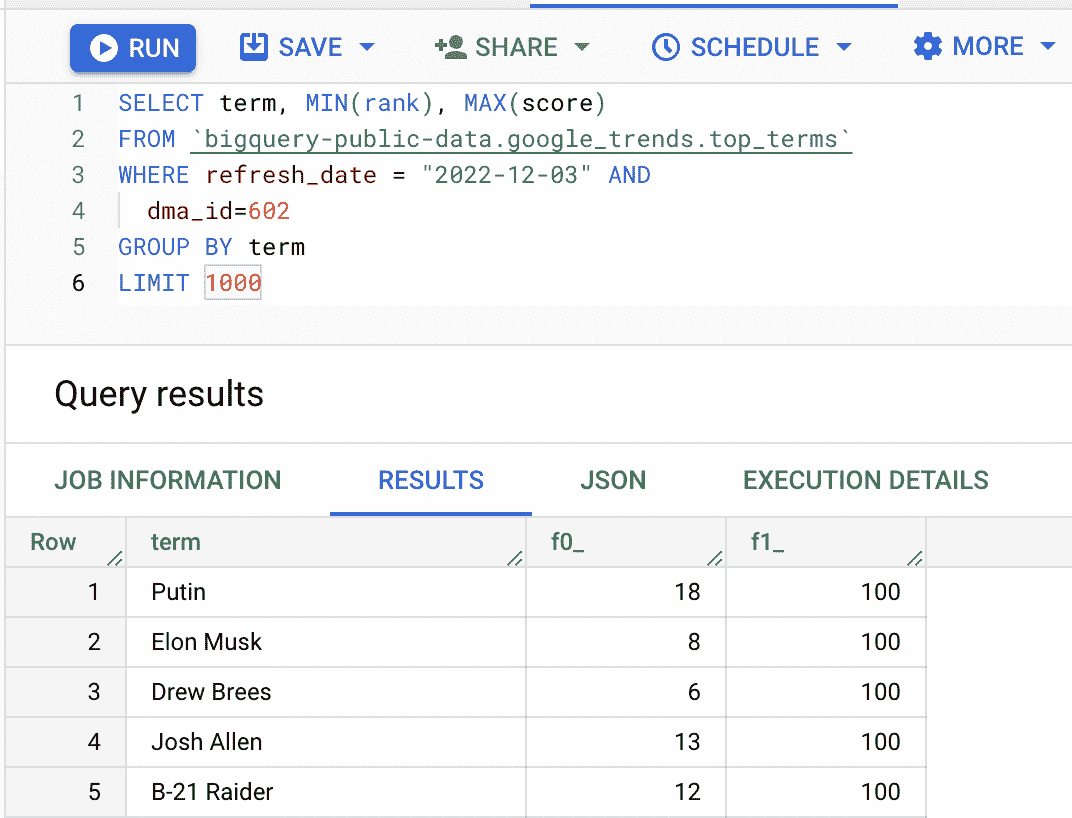 RUN SAVE SHARE SCHEDULE MORE
1 SELECT term, MIN(rank), MAX(score)
2 FROM `bigquery-public-data.google_trends.top_terms`
3 WHERE refresh_date = "2022-12-03" AND
4 dma_id=602
5 GROUP BY term
6 LIMIT 1000
Query results
JOB INFORMATION RESULTS JSON EXECUTION DETAILS
Row term f0_ f1_
1 Putin 18 100
2 Elon Musk 8 100
3 Drew Brees 6 100
4 Josh Allen 13 100
5 B-21 Raider 12 100